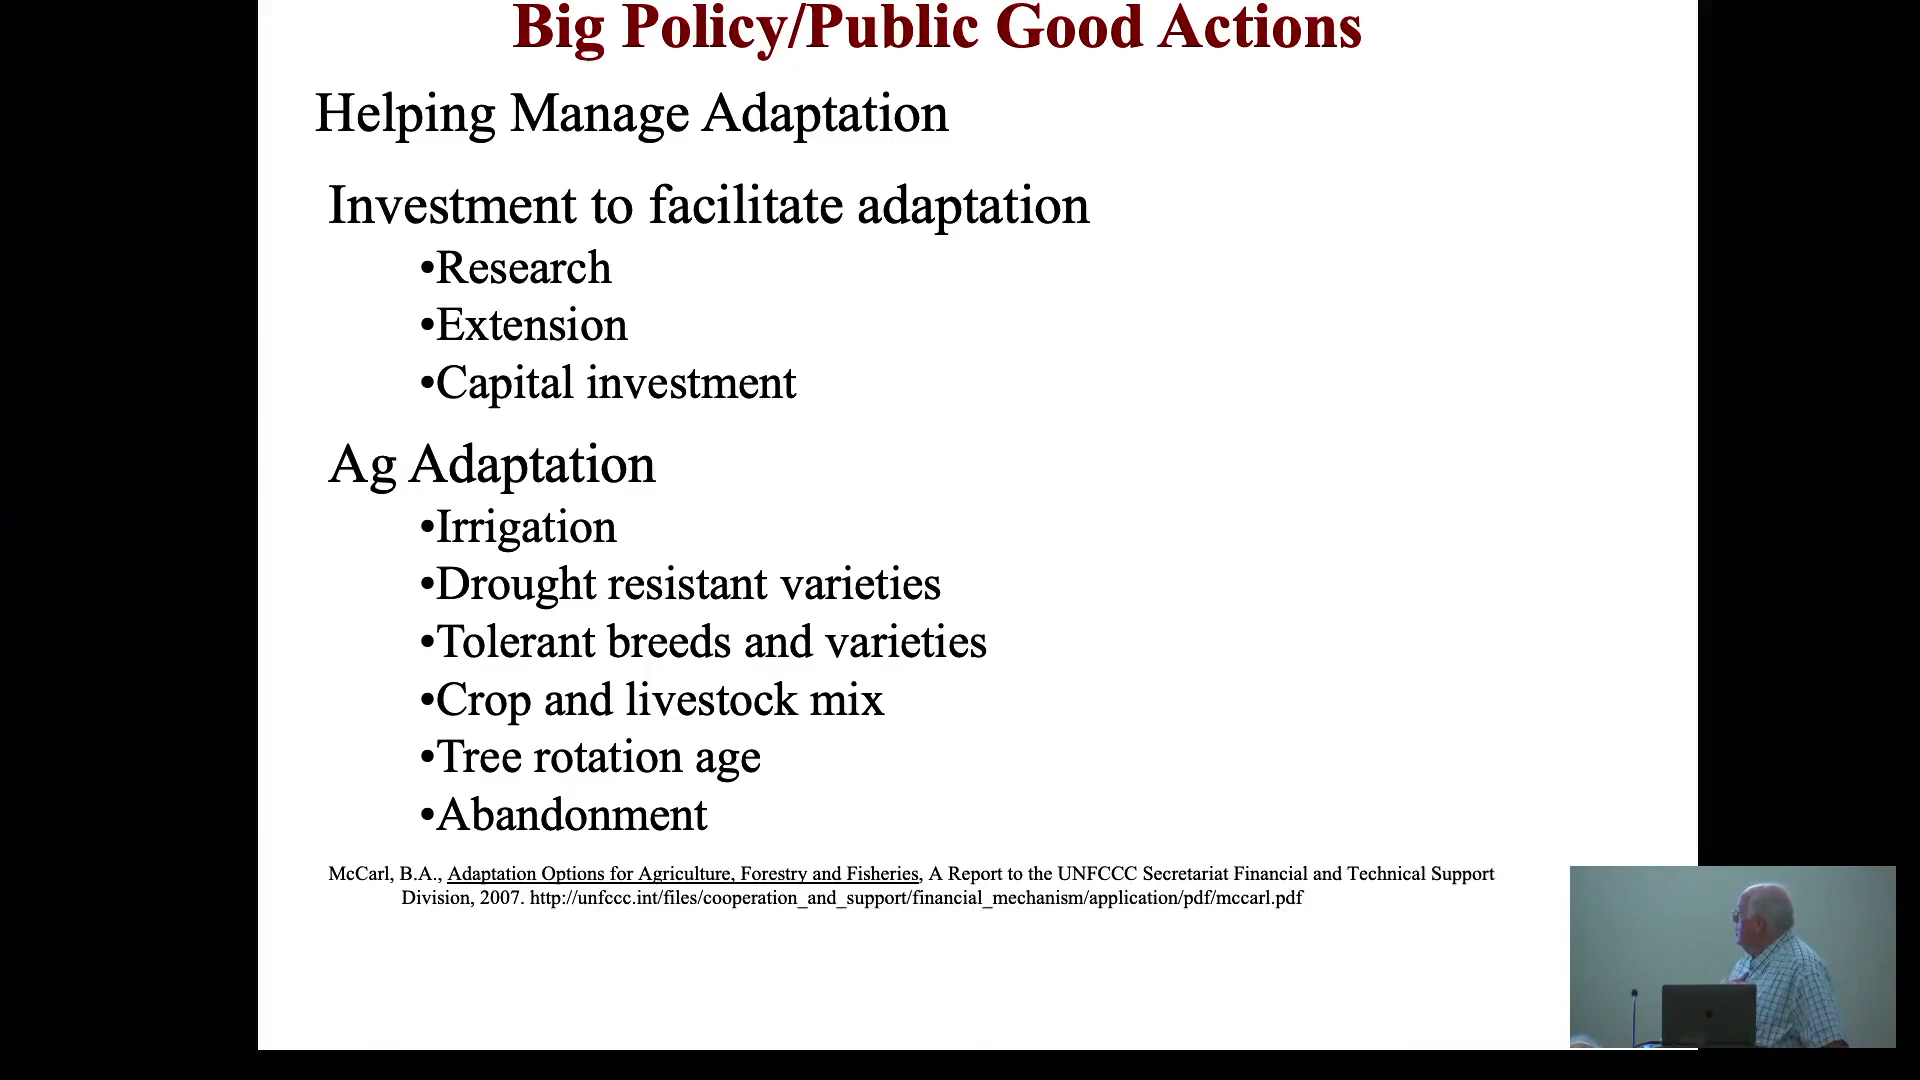 Big Policy/Public Good Actions
Helping Manage Adaptation
Investment to facilitate adaptation
•Research
•Extension
•Capital investment
Ag Adaptation
•Irrigation
•Drought resistant varieties
•Tolerant breeds and varieties
•Crop and livestock mix
•Tree rotation age
•Abandonment
McCarl, B.A., Adaptation Options for Agriculture, Forestry and Fisheries, A Report to the UNFCCC Secretariat Financial and Technical Support
Division, 2007. http://unfccc.int/files/cooperation_and_support/financial_mechanism/application/pdf/mccarl.pdf